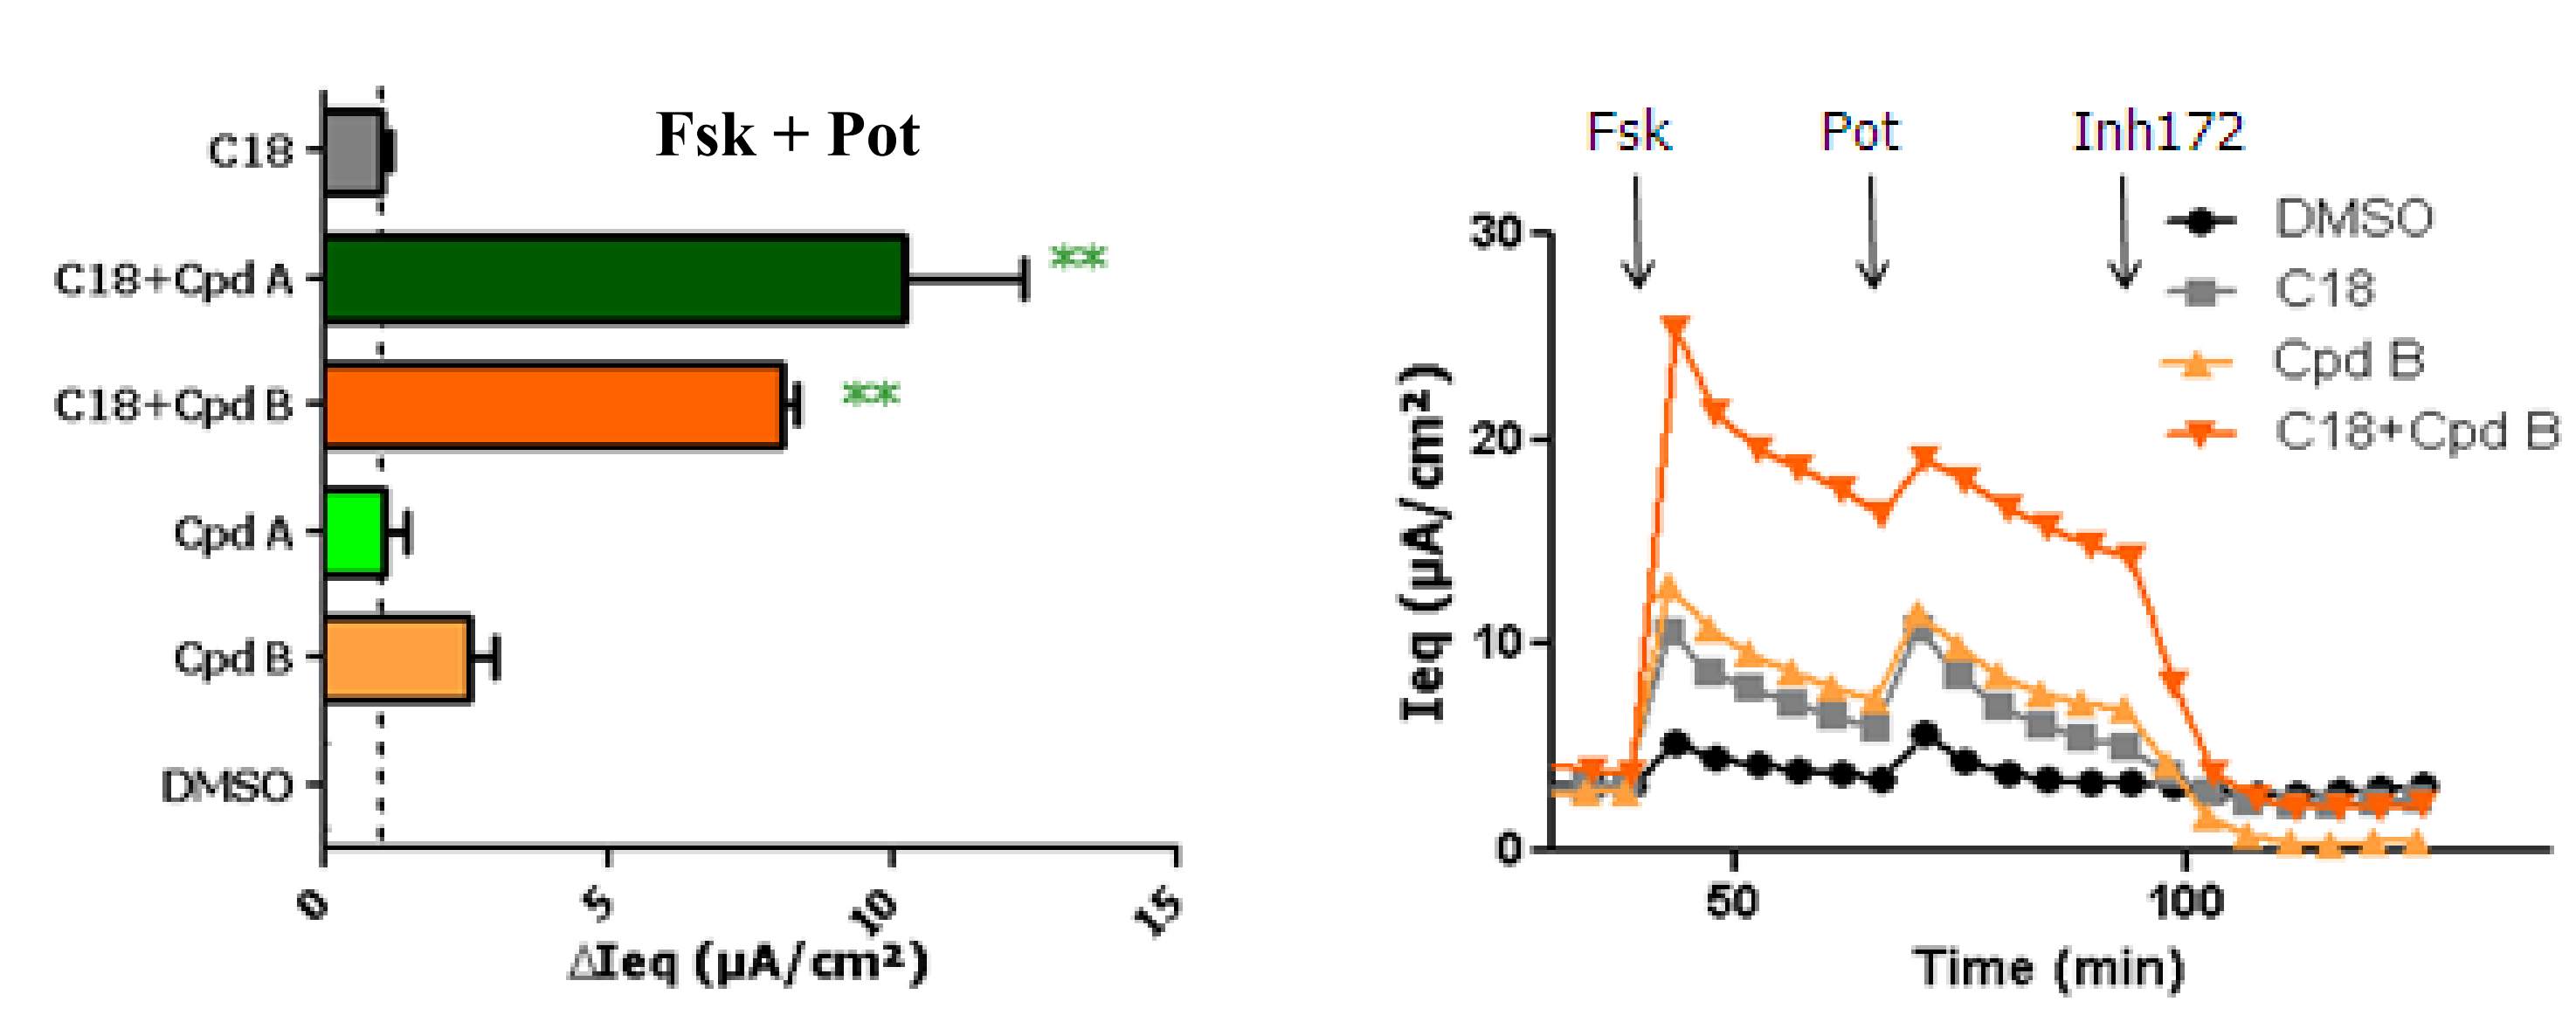 Fsk + Pot
C18
C18+Cpd A
**
C18+Cpd B
**
Cpd A
Cpd B
DMSO
0
5
10
15
ΔIeq (µA/cm²)
Fsk
Pot
Inh172
DMSO
C18
Cpd B
C18+Cpd B
30
20
10
0
Ieq (µA/cm²)
50
100
Time (min)